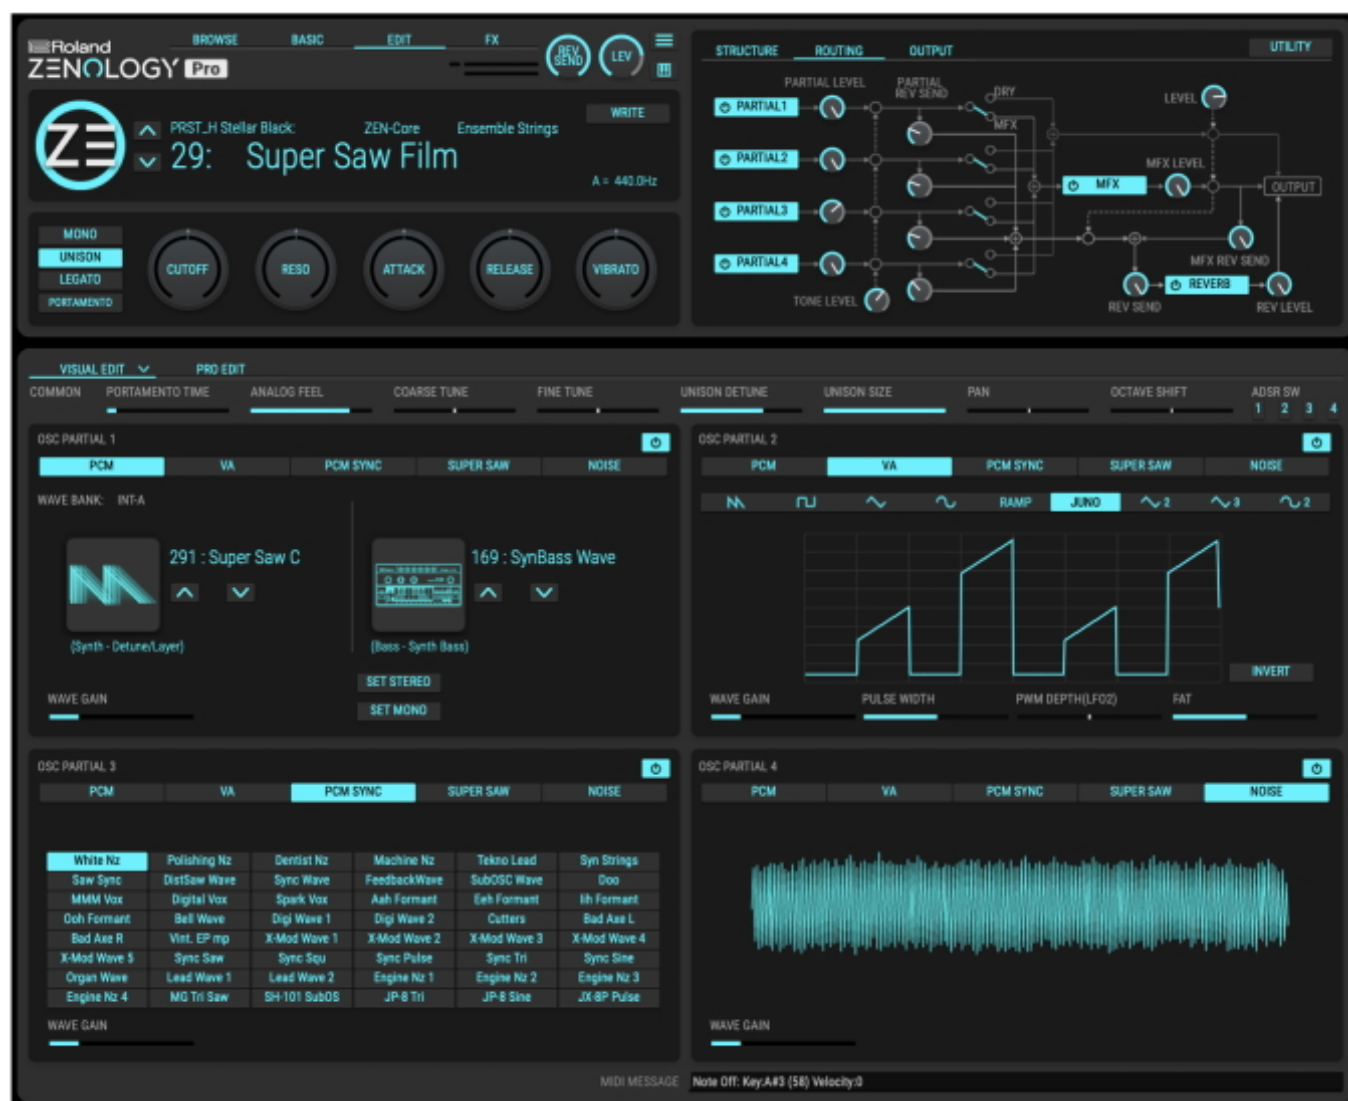 Roland
ZENOLOGY Pro
BROWSE BASIC EDIT FX
REV SEND LEV
PRST_H Stellar Black: ZEN-Core Ensemble Strings
WRITE
ZE
29: Super Saw Film
A = 440.0Hz
MONO
UNISON
LEGATO
PORTAMENTO
CUTOFF RESO ATTACK RELEASE VIBRATO
STRUCTURE ROUTING OUTPUT UTILITY
PARTIAL LEVEL PARTIAL REV SEND DRY LEVEL
PARTIAL1
MFX
PARTIAL2
MFX LEVEL
MFX OUTPUT
PARTIAL3
PARTIAL4
MFX REV SEND
REVERB
TONE LEVEL REV SEND REV LEVEL
VISUAL EDIT PRO EDIT
COMMON PORTAMENTO TIME ANALOG FEEL COARSE TUNE FINE TUNE UNISON DETUNE UNISON SIZE PAN OCTAVE SHIFT ADSR SW
1 2 3 4
OSC PARTIAL 1
PCM VA PCM SYNC SUPER SAW NOISE
WAVE BANK: INT-A
291 : Super Saw C
169 : SynBass Wave
(Synth - Detune/Layer)
(Bass - Synth Bass)
SET STEREO
WAVE GAIN
SET MONO
OSC PARTIAL 2
PCM VA PCM SYNC SUPER SAW NOISE
RAMP JUNO 2 3 2
INVERT
WAVE GAIN PULSE WIDTH PWM DEPTH(LFO2) FAT
OSC PARTIAL 3
PCM VA PCM SYNC SUPER SAW NOISE
White Nz Polishing Nz Dentist Nz Machine Nz Tekno Lead Syn Strings
Saw Sync DistSaw Wave Sync Wave FeedbackWave SubOSC Wave Doo
MMM Vox Digital Vox Spark Vox Aah Formant Eeh Formant Iih Formant
Ooh Formant Bell Wave Digi Wave 1 Digi Wave 2 Cutters Bad Axe L
Bad Axe R Vint. EP mp X-Mod Wave 1 X-Mod Wave 2 X-Mod Wave 3 X-Mod Wave 4
X-Mod Wave 5 Sync Saw Sync Squ Sync Pulse Sync Tri Sync Sine
Organ Wave Lead Wave 1 Lead Wave 2 Engine Nz 1 Engine Nz 2 Engine Nz 3
Engine Nz 4 MG Tri Saw SH-101 SubOS JP-8 Tri JP-8 Sine JX-8P Pulse
WAVE GAIN
OSC PARTIAL 4
PCM VA PCM SYNC SUPER SAW NOISE
WAVE GAIN
MIDI MESSAGE Note Off: Key:A#3 (58) Velocity:0